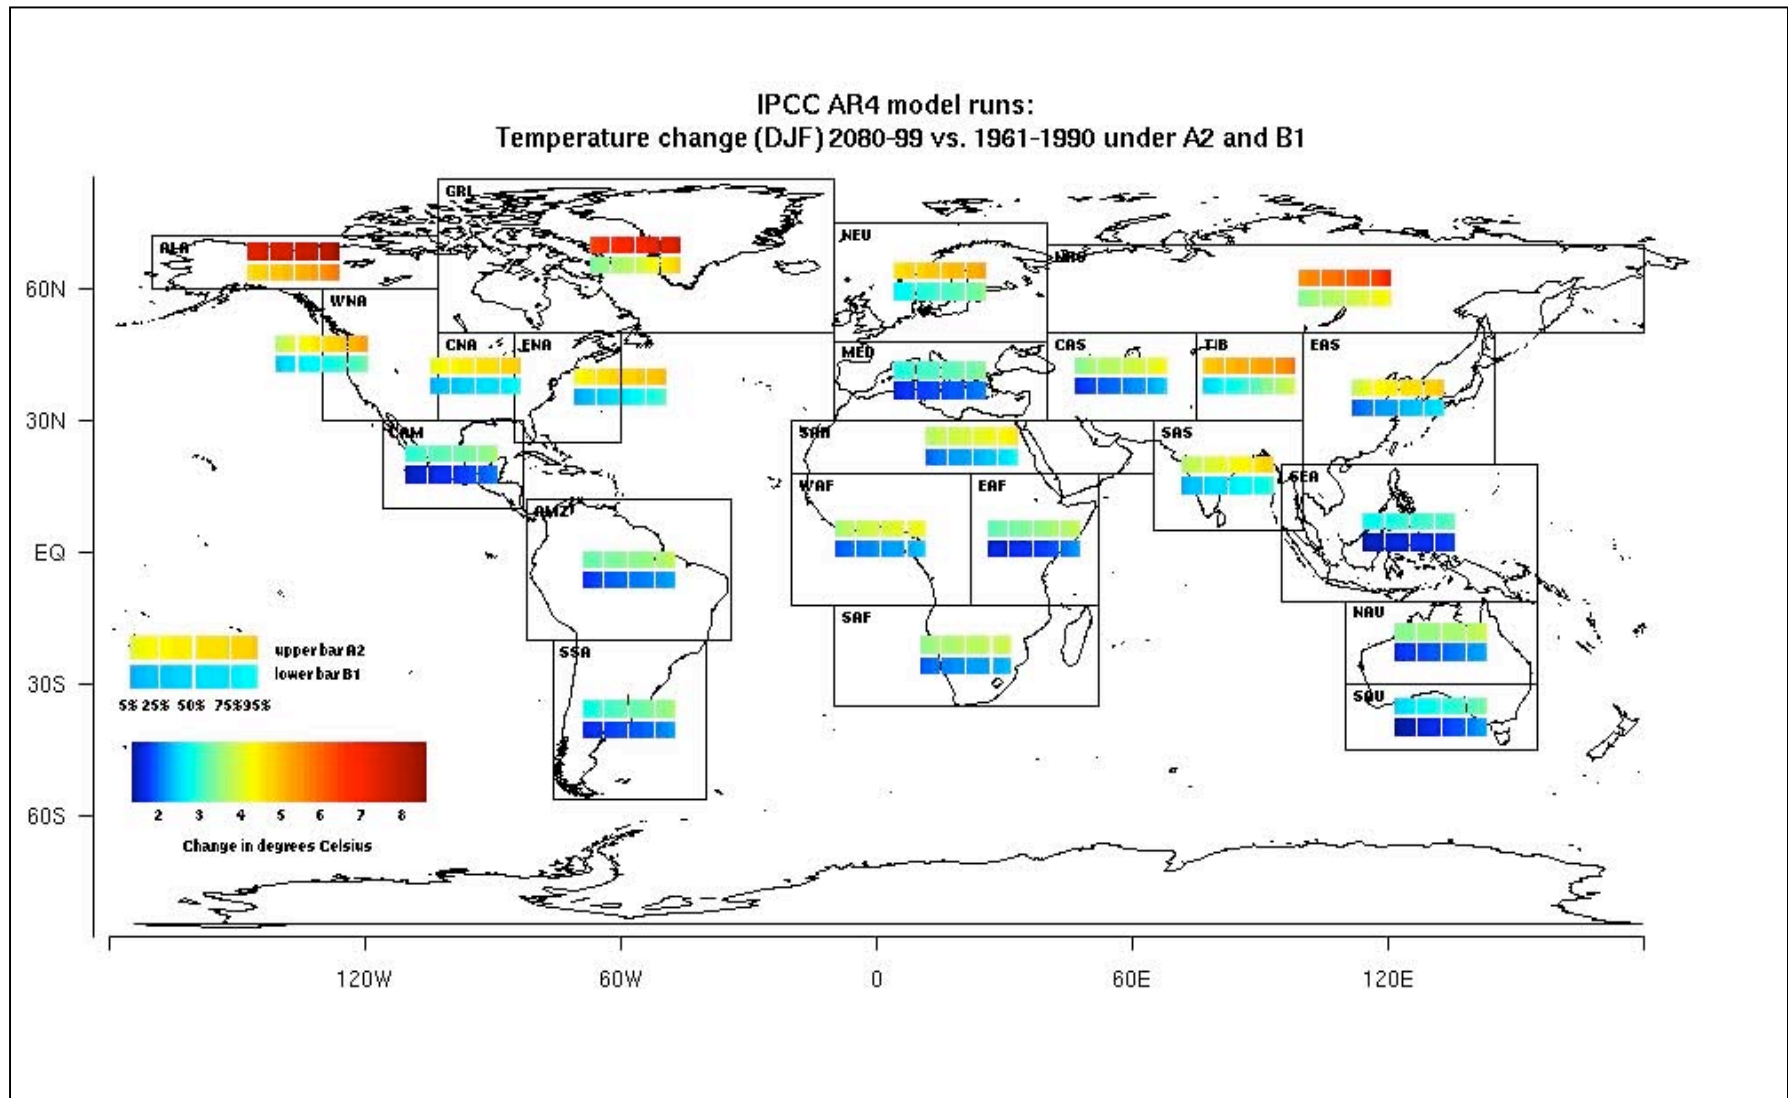 IPCC AR4 model runs:
Temperature change (DJF) 2080-99 vs. 1961-1990 under A2 and B1
GRL
ALA
NEU
NAS
60N
WNA
CNA
ENA
MED
CAS
TIB
EAS
30N
CAM
SAH
SAS
WAF
EAF
SEA
AMZ
EQ
SAF
NAU
upper bar A2
SSA
lower bar B1
30S
SAU
5% 25% 50% 75% 95%
2 3 4 5 6 7 8
60S
Change in degrees Celsius
120W 60W 0 60E 120E